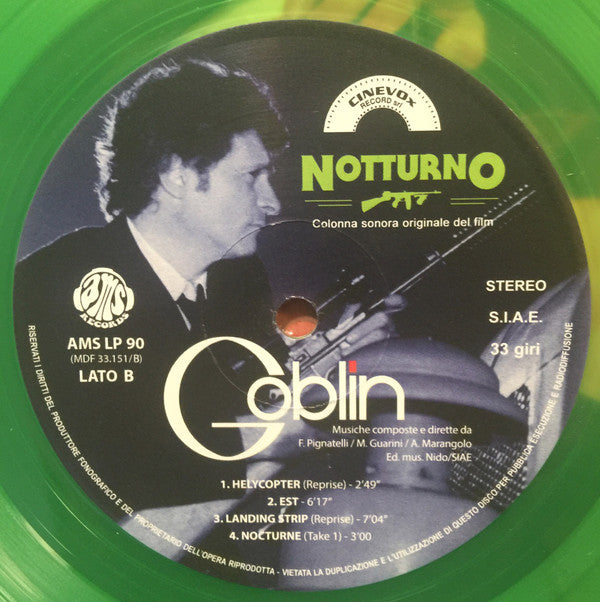 CINEVOX
RECORD srl
NOTTURNO
Colonna sonora originale del film
STEREO
S.I.A.E.
33 giri
ams
RECORDS
AMS LP 90
(MDF 33.151/B)
LATO B
Goblin
Musiche composte e dirette da
F. Pignatelli / M. Guarini / A. Marangolo
Ed. mus. Nido/SIAE
1. HELYCOPTER (Reprise) - 2'49"
2. EST - 6'17"
3. LANDING STRIP (Reprise) - 7'04"
4. NOCTURNE (Take 1) - 3'00
RISERVATI I DIRITTI DEL PRODUTTORE FONOGRAFICO E DEL PROPRIETARIO DELL'OPERA RIPRODOTTA - VIETATA LA DUPLICAZIONE E L'UTILIZZAZIONE DI QUESTO DISCO PER PUBBLICA ESECUZIONE E RADIODIFFUSIONE